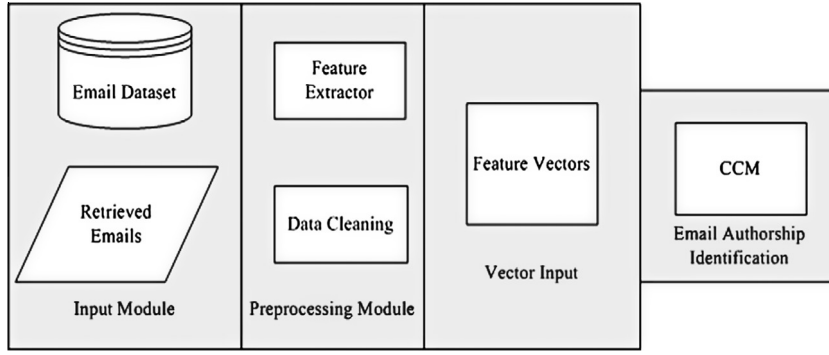 Email Dataset
Retrieved
Emails
Input Module
Feature
Extractor
Data Cleaning
Preprocessing Module
Feature Vectors
Vector Input
CCM
Email Authorship
Identification